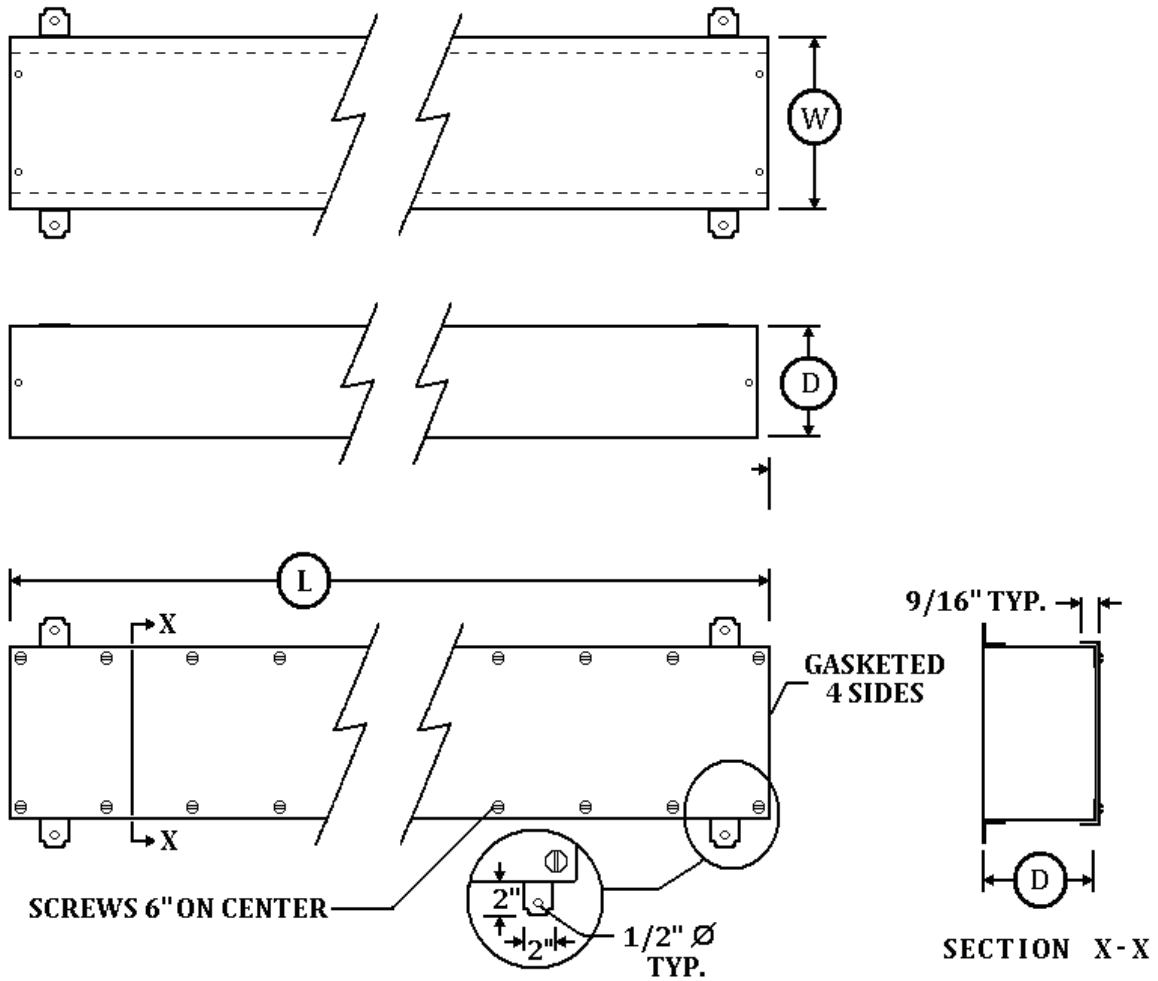 W
D
L
9/16" TYP.
X
GASKETED
4 SIDES
X
2"
2"
SCREWS 6" ON CENTER
1/2" Ø
TYP.
D
SECTION X-X